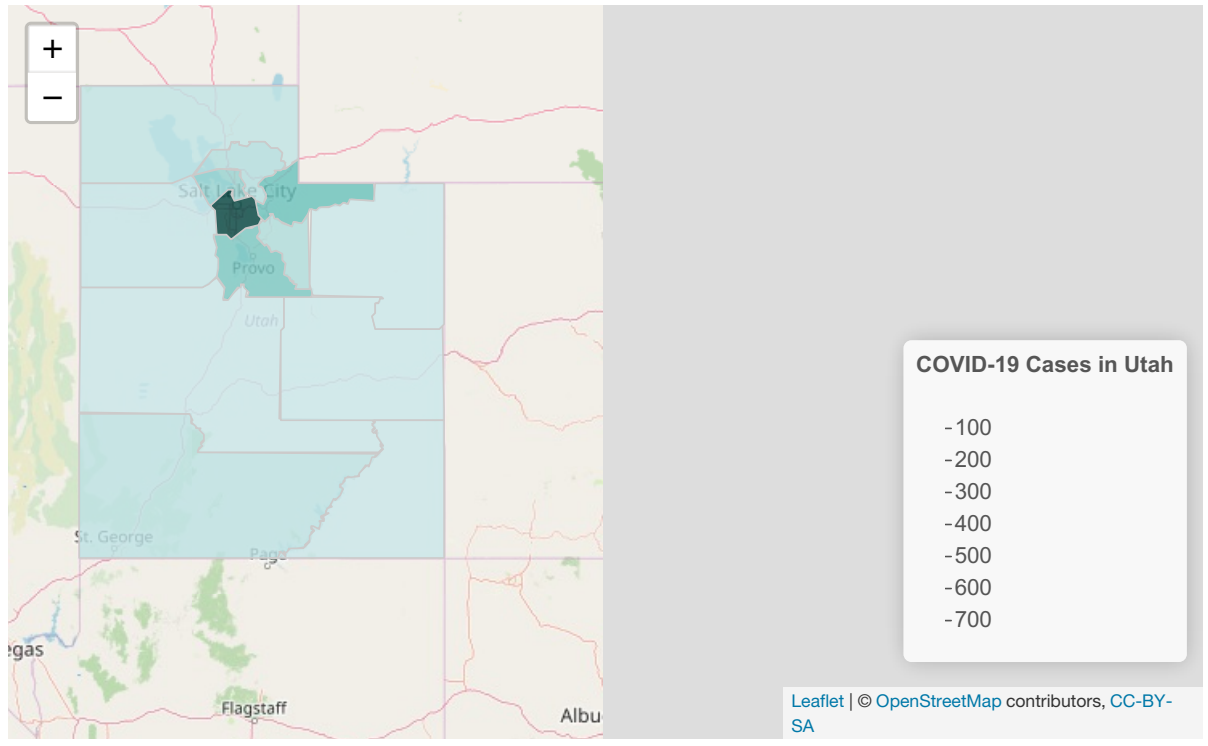 +
−
Salt Lake City
Provo
Utah
St. George
Page
egas
Flagstaff
Albu
COVID-19 Cases in Utah
-100
-200
-300
-400
-500
-600
-700
Leaflet | © OpenStreetMap contributors, CC-BY-
SA